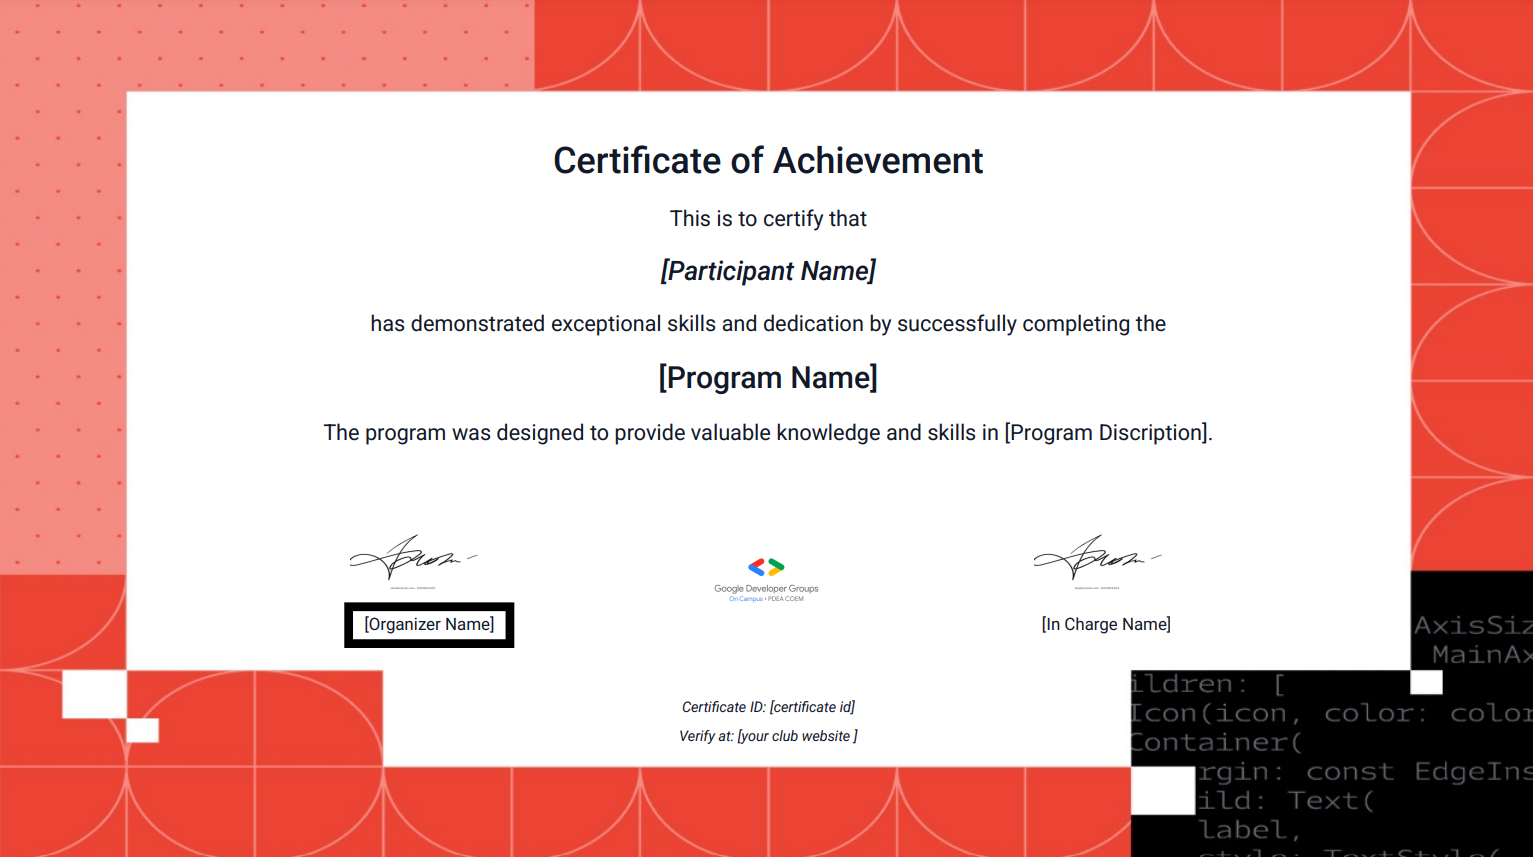 Certificate of Achievement
This is to certify that
[Participant Name]
has demonstrated exceptional skills and dedication by successfully completing the
[Program Name]
The program was designed to provide valuable knowledge and skills in [Program Discription].
Google Developer Groups
On Campus • PDEA COEM
[Organizer Name]
[In Charge Name]
Certificate ID: [certificate id]
Verify at: [your club website ]
AxisSiz
MainAx
ildren: [
Icon(icon, color: color
Container(
rgin: const EdgeIns
ild: Text(
label,
style: TextStyle(